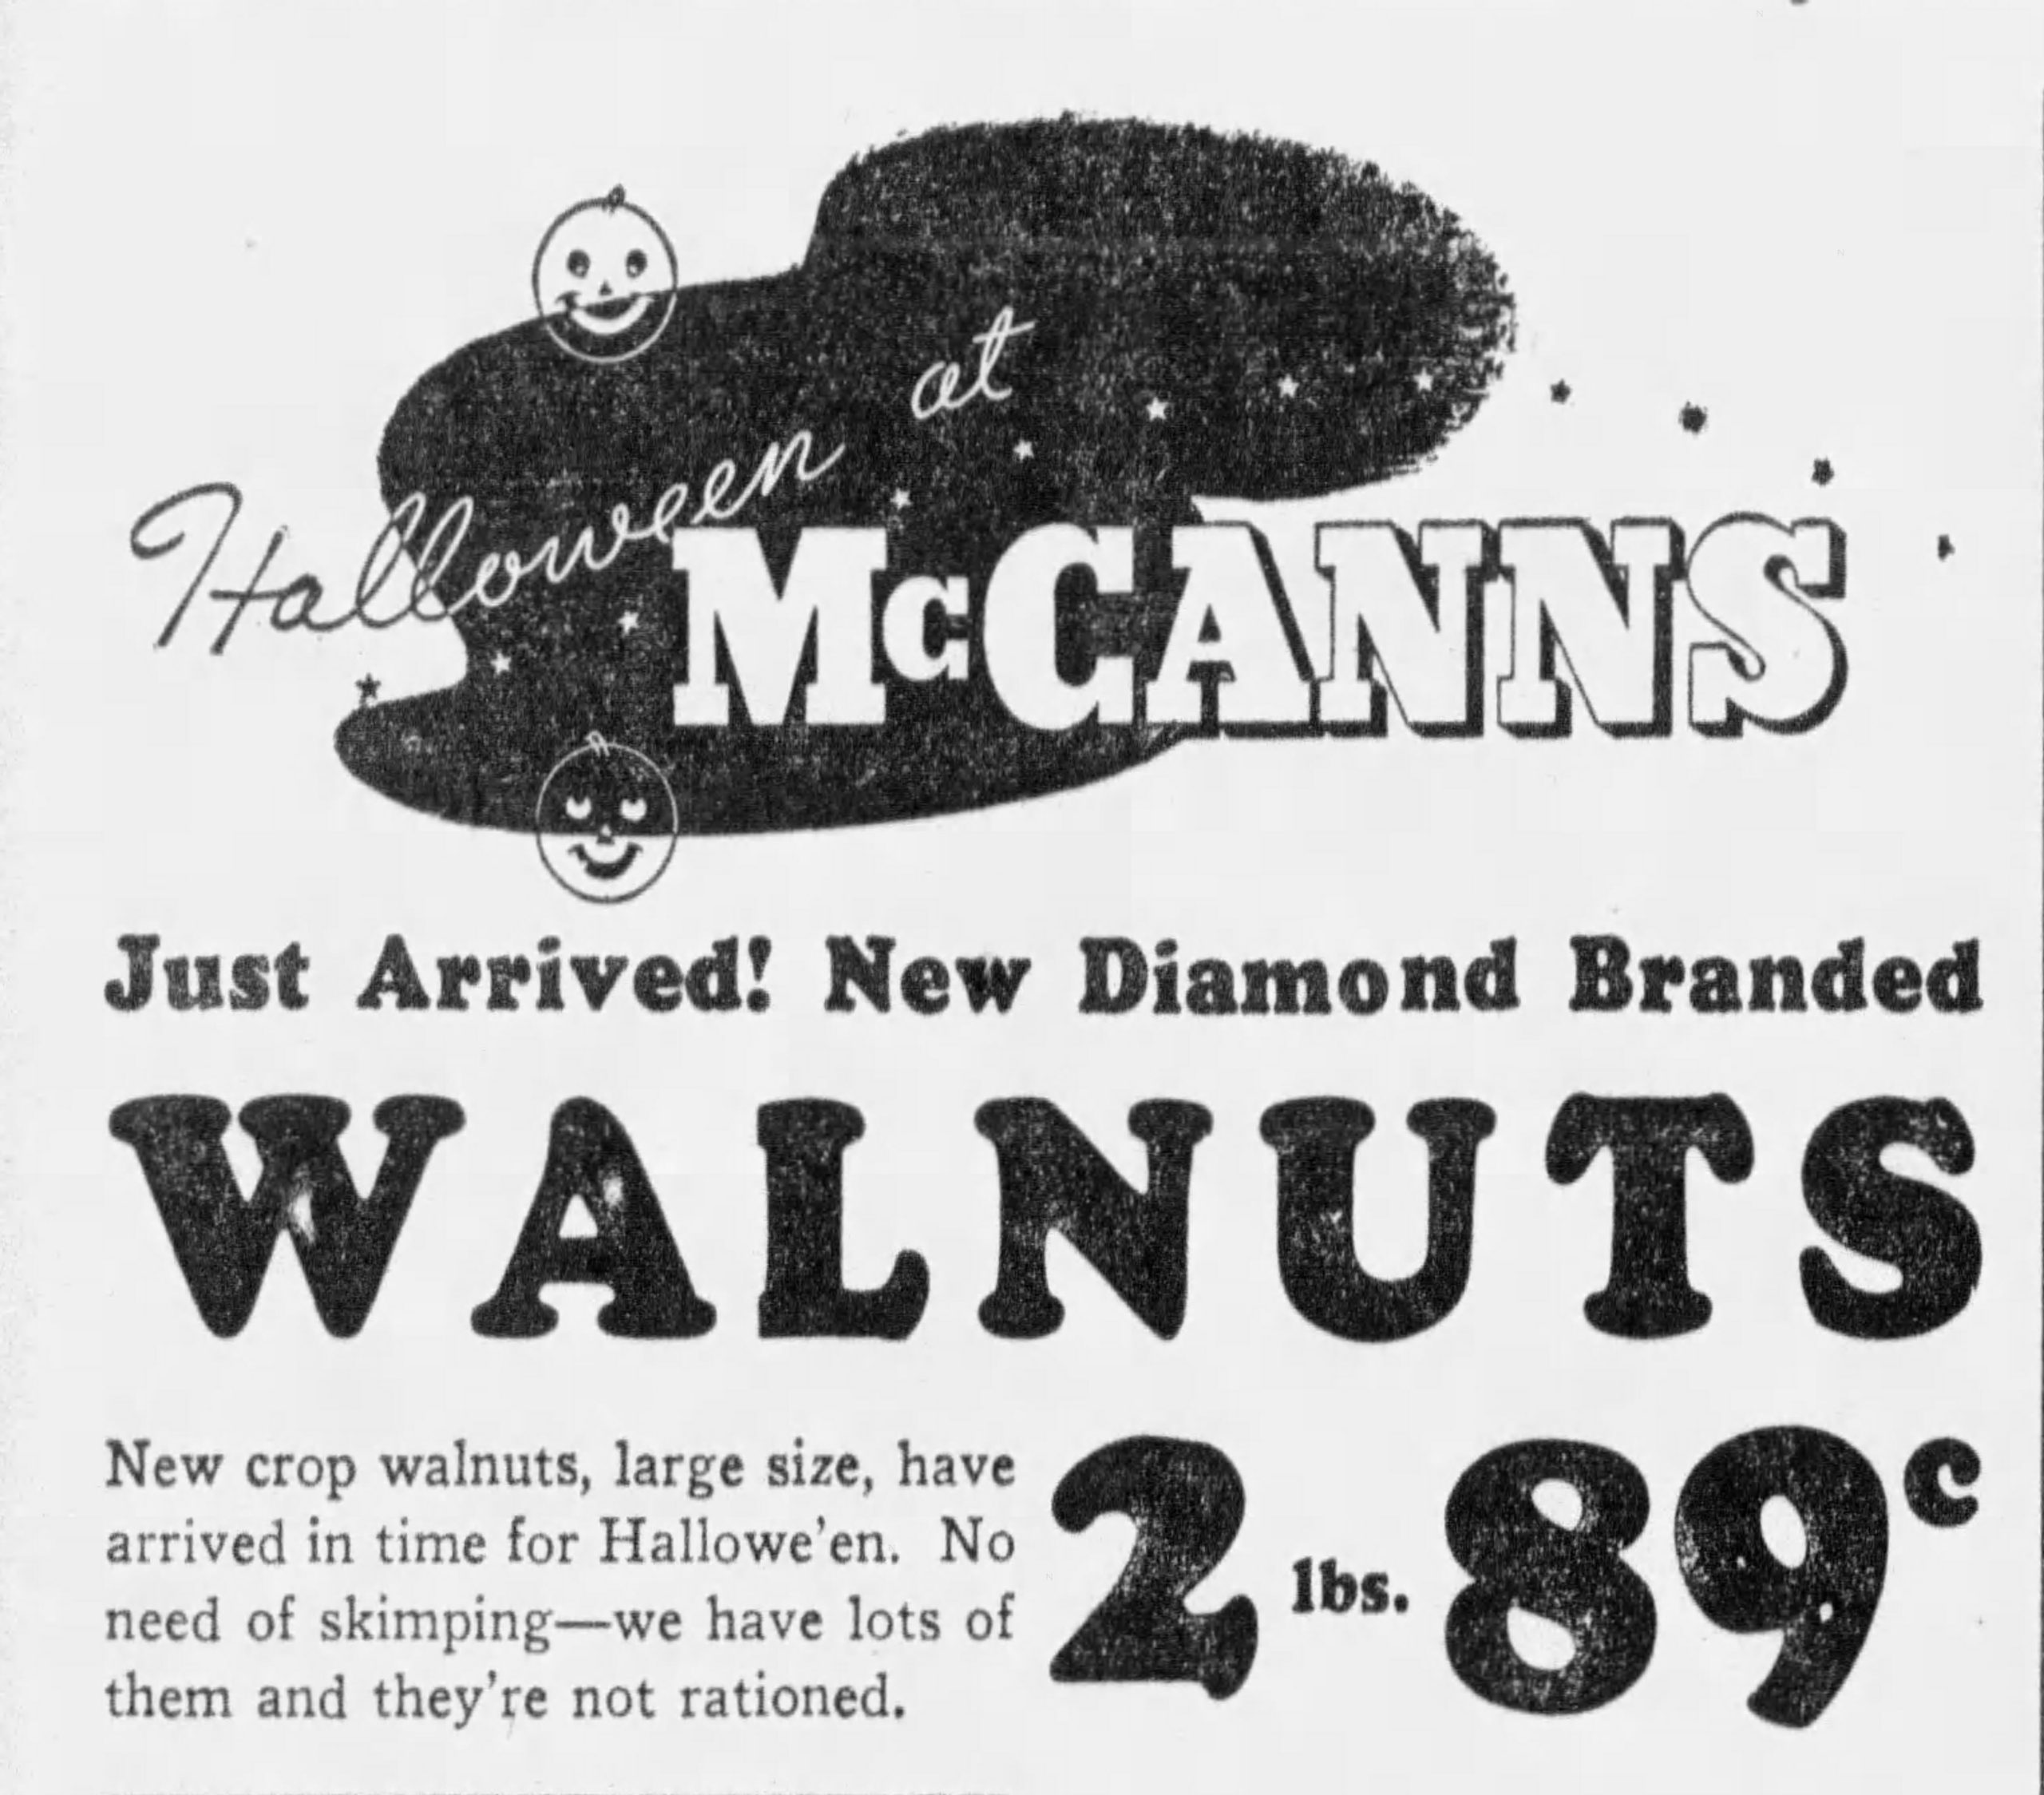 Halloween at
McCANNS
Just Arrived! New Diamond Branded
WALNUTS
New crop walnuts, large size, have
arrived in time for Hallowe'en. No
need of skimping—we have lots of
them and they're not rationed.
2 lbs. 89c